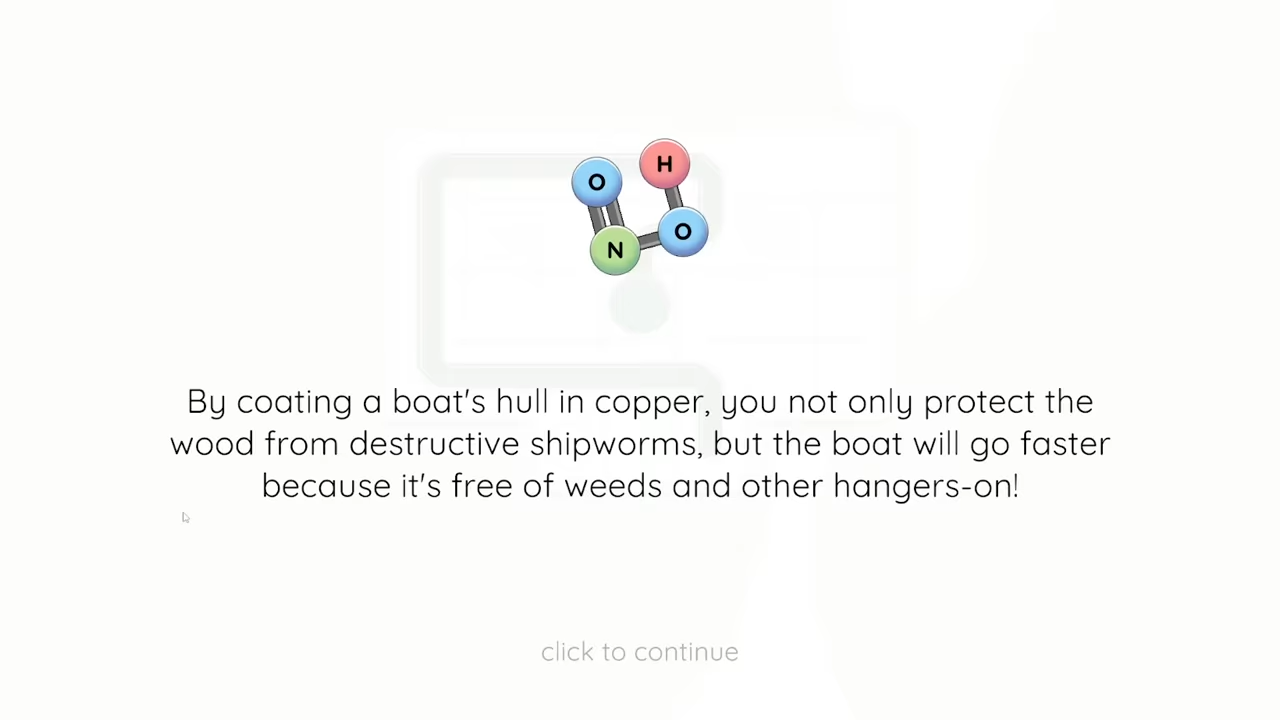 H
O
O
N
By coating a boat's hull in copper, you not only protect the
wood from destructive shipworms, but the boat will go faster
because it's free of weeds and other hangers-on!
click to continue